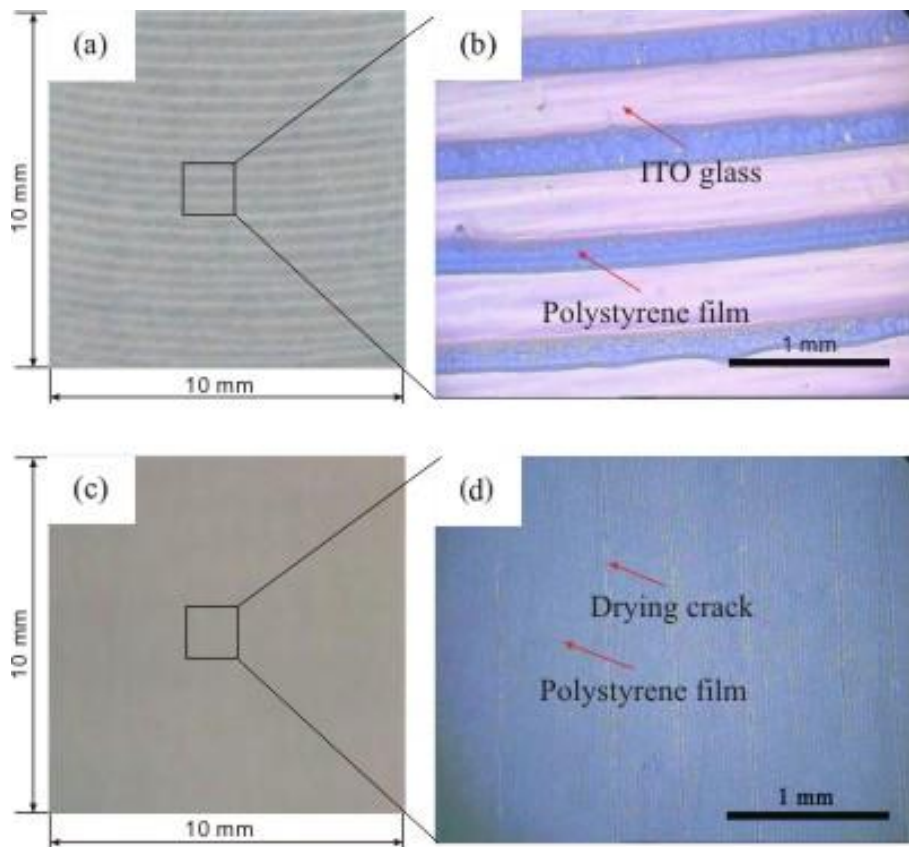 (a)
(b)
10 mm
ITO glass
Polystyrene film
1 mm
10 mm
(c)
(d)
10 mm
Drying crack
Polystyrene film
1 mm
10 mm